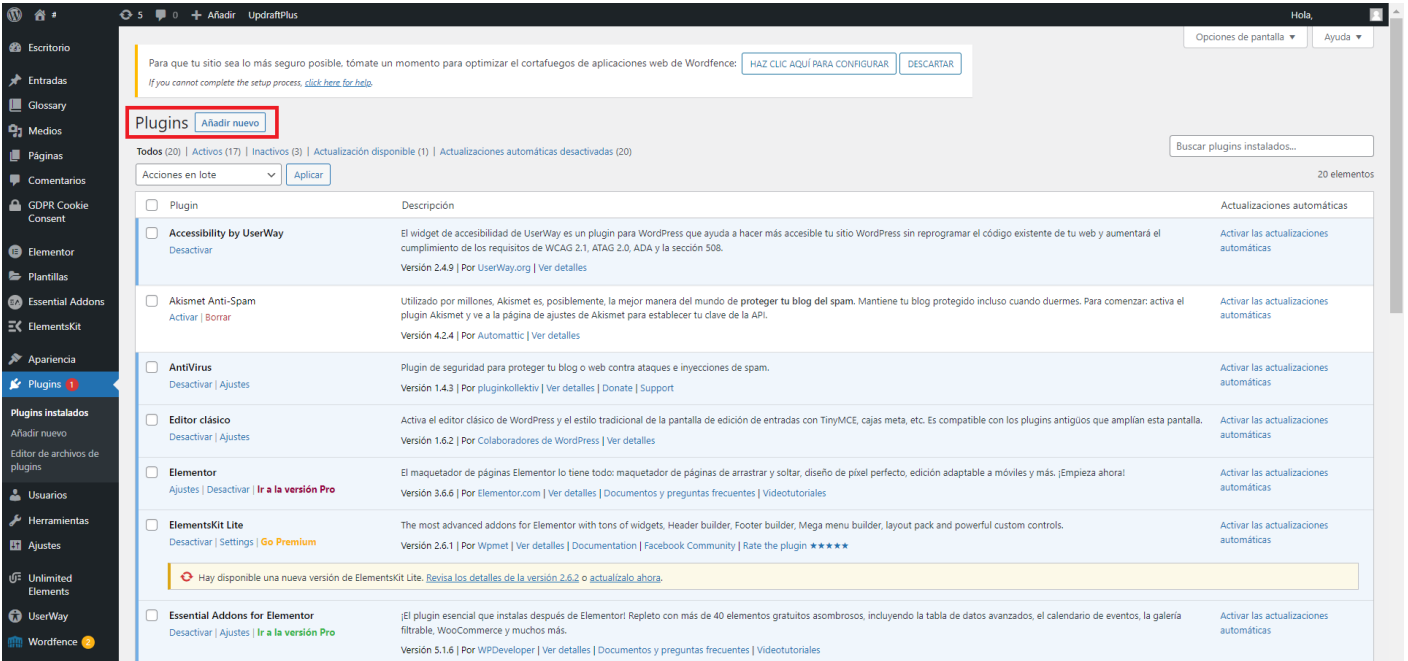 # 5 0 Añadir UpdraftPlus Hola,
Opciones de pantalla ▼ Ayuda ▼
Escritorio
Entradas
Glossary
Medios
Páginas
Comentarios
GDPR Cookie
Consent
Elementor
Plantillas
Essential Addons
ElementsKit
Apariencia
Plugins 1
Plugins instalados
Añadir nuevo
Editor de archivos de
plugins
Usuarios
Herramientas
Ajustes
Unlimited
Elements
UserWay
Wordfence 2
Para que tu sitio sea lo más seguro posible, tómate un momento para optimizar el cortafuegos de aplicaciones web de Wordfence: HAZ CLIC AQUÍ PARA CONFIGURAR DESCARTAR
If you cannot complete the setup process, click here for help.
Plugins Añadir nuevo
Todos (20) | Activos (17) | Inactivos (3) | Actualización disponible (1) | Actualizaciones automáticas desactivadas (20)
Buscar plugins instalados...
Acciones en lote Aplicar
20 elementos
Plugin Descripción Actualizaciones automáticas
Accessibility by UserWay
Desactivar
El widget de accesibilidad de UserWay es un plugin para WordPress que ayuda a hacer más accesible tu sitio WordPress sin reprogramar el código existente de tu web y aumentará el
cumplimiento de los requisitos de WCAG 2.1, ATAG 2.0, ADA y la sección 508.
Versión 2.4.9 | Por UserWay.org | Ver detalles
Activar las actualizaciones
automáticas
Akismet Anti-Spam
Activar | Borrar
Utilizado por millones, Akismet es, posiblemente, la mejor manera del mundo de proteger tu blog del spam. Mantiene tu blog protegido incluso cuando duermes. Para comenzar: activa el
plugin Akismet y ve a la página de ajustes de Akismet para establecer tu clave de la API.
Versión 4.2.4 | Por Automattic | Ver detalles
Activar las actualizaciones
automáticas
AntiVirus
Desactivar | Ajustes
Plugin de seguridad para proteger tu blog o web contra ataques e inyecciones de spam.
Versión 1.4.3 | Por pluginkollektiv | Ver detalles | Donate | Support
Activar las actualizaciones
automáticas
Editor clásico
Desactivar | Ajustes
Activa el editor clásico de WordPress y el estilo tradicional de la pantalla de edición de entradas con TinyMCE, cajas meta, etc. Es compatible con los plugins antigüos que amplían esta pantalla.
Versión 1.6.2 | Por Colaboradores de WordPress | Ver detalles
Activar las actualizaciones
automáticas
Elementor
Ajustes | Desactivar | Ir a la versión Pro
El maquetador de páginas Elementor lo tiene todo: maquetador de páginas de arrastrar y soltar, diseño de píxel perfecto, edición adaptable a móviles y más. ¡Empieza ahora!
Versión 3.6.6 | Por Elementor.com | Ver detalles | Documentos y preguntas frecuentes | Videotutoriales
Activar las actualizaciones
automáticas
ElementsKit Lite
Desactivar | Settings | Go Premium
The most advanced addons for Elementor with tons of widgets, Header builder, Footer builder, Mega menu builder, layout pack and powerful custom controls.
Versión 2.6.1 | Por Wpmet | Ver detalles | Documentation | Facebook Community | Rate the plugin ★★★★★
Activar las actualizaciones
automáticas
Hay disponible una nueva versión de ElementsKit Lite. Revisa los detalles de la versión 2.6.2 o actualízalo ahora.
Essential Addons for Elementor
Desactivar | Ajustes | Ir a la versión Pro
¡El plugin esencial que instalas después de Elementor! Repleto con más de 40 elementos gratuitos asombrosos, incluyendo la tabla de datos avanzados, el calendario de eventos, la galería
filtrable, WooCommerce y muchos más.
Versión 5.1.6 | Por WPDeveloper | Ver detalles | Documentos y preguntas frecuentes | Videotutoriales
Activar las actualizaciones
automáticas